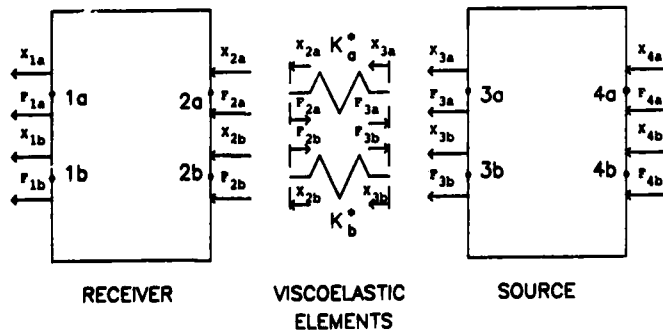 X1a
F1a
X1b
F1b
1a
1b
2a
2b
X2a
F2a
X2b
F2b
X2a
K*a
X3a
F2a
F3a
F2b
F3b
X2b
K*b
X3b
X3a
F3a
X3b
F3b
3a
3b
4a
4b
X4a
F4a
X4b
F4b
RECEIVER
VISCOELASTIC
ELEMENTS
SOURCE